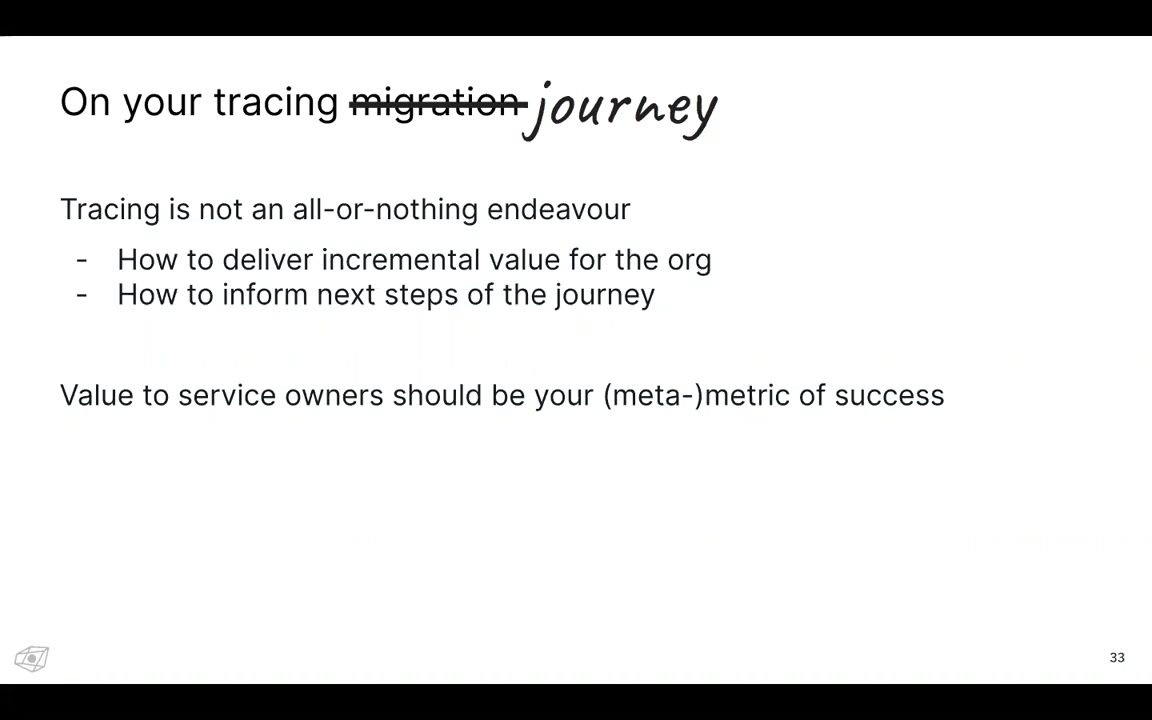 On your tracing migration journey
Tracing is not an all-or-nothing endeavour
- How to deliver incremental value for the org
- How to inform next steps of the journey
Value to service owners should be your (meta-)metric of success
33